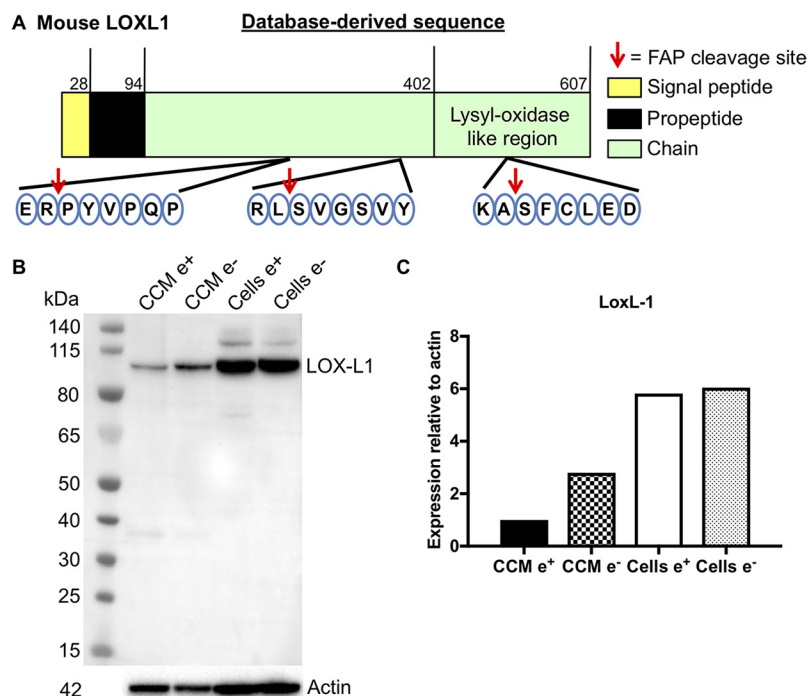 A Mouse LOXL1 Database-derived sequence
28 94 402 607
Lysyl-oxidase
like region
= FAP cleavage site
Signal peptide
Propeptide
Chain
E R P Y V P Q P
R L S V G S V Y
K A S F C L E D
B
kDa
CCM e+
CCM e-
Cells e+
Cells e-
140
115
80
65
50
40
30
25
15
42
LOX-L1
Actin
C
LoxL-1
Expression relative to actin
8
6
4
2
0
CCM e+ CCM e- Cells e+ Cells e-